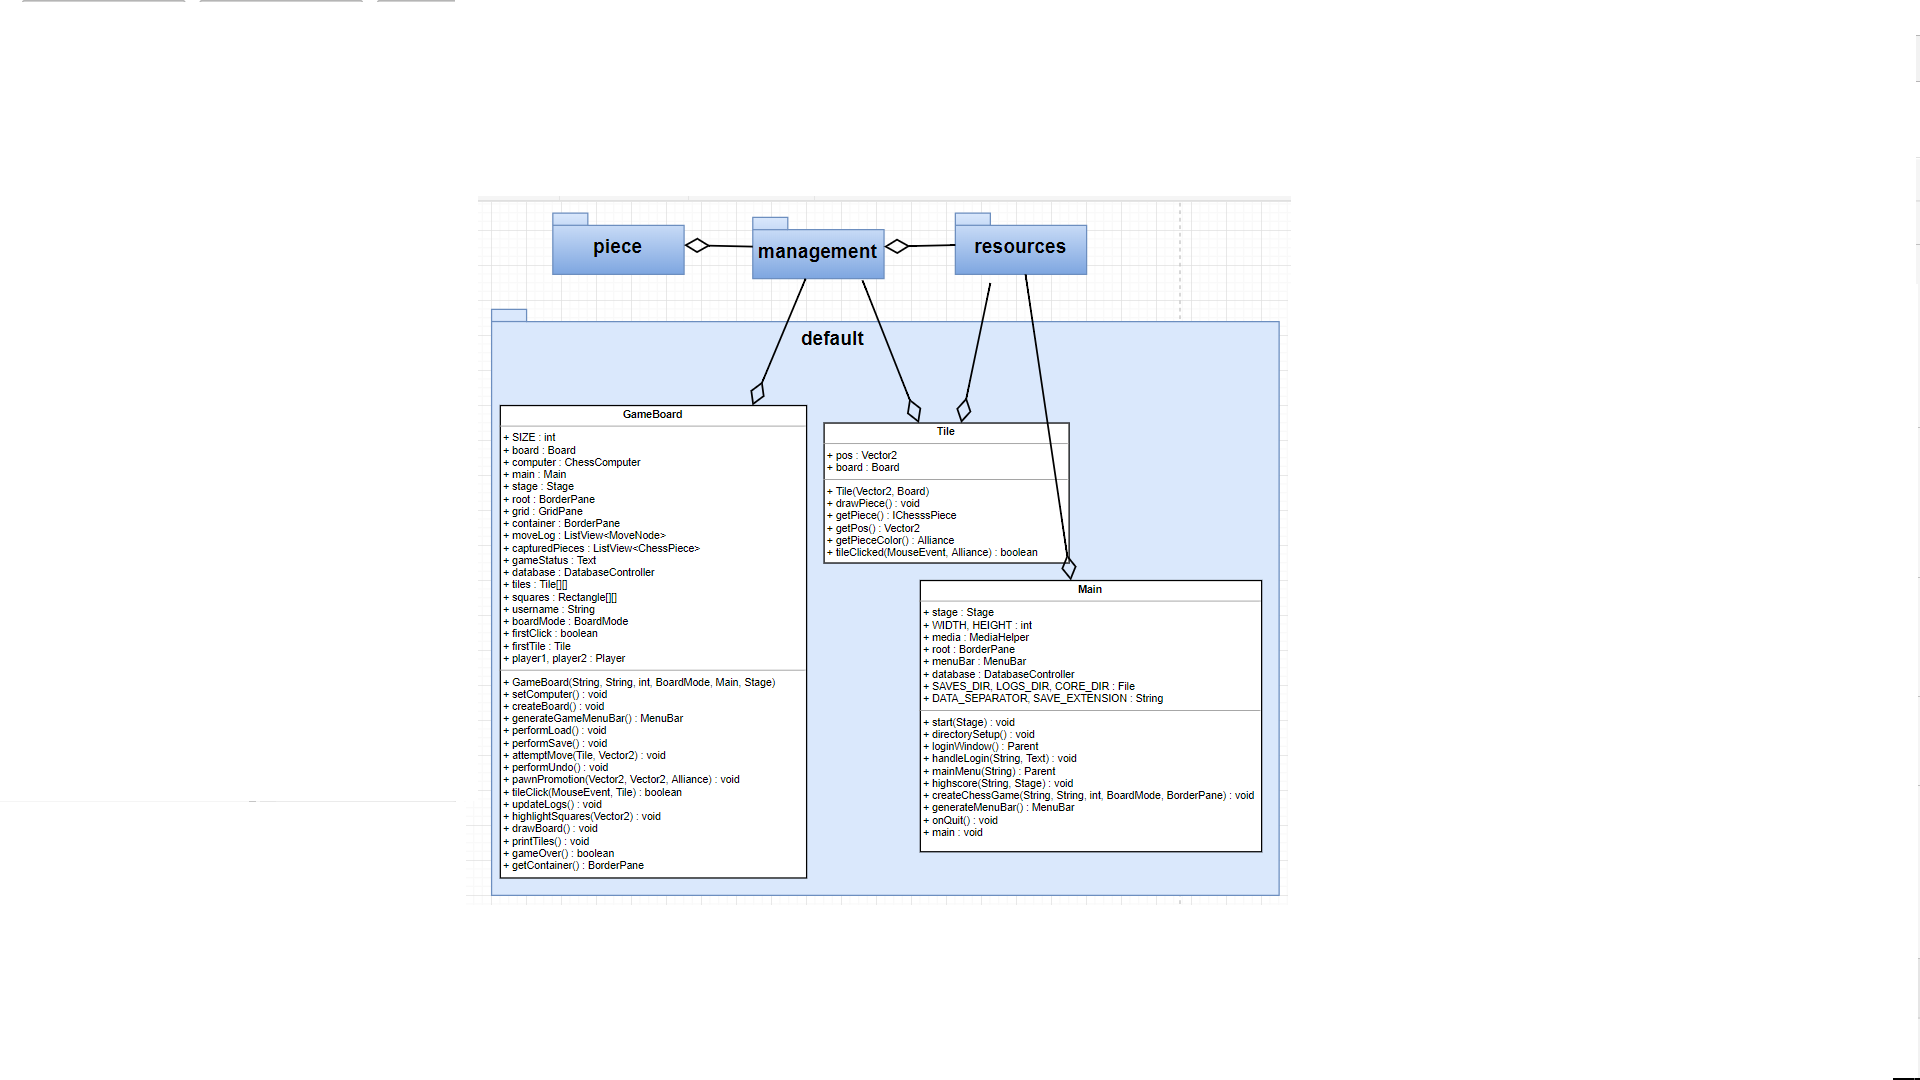 piece
management
resources
default
GameBoard
+ SIZE : int
+ board : Board
+ computer : ChessComputer
+ main : Main
+ stage : Stage
+ root : BorderPane
+ grid : GridPane
+ container : BorderPane
+ moveLog : ListView<MoveNode>
+ capturedPieces : ListView<ChessPiece>
+ gameStatus : Text
+ database : DatabaseController
+ tiles : Tile[][]
+ squares : Rectangle[][]
+ username : String
+ boardMode : BoardMode
+ firstClick : boolean
+ firstTile : Tile
+ player1, player2 : Player
+ GameBoard(String, String, int, BoardMode, Main, Stage)
+ setComputer() : void
+ createBoard() : void
+ generateGameMenuBar() : MenuBar
+ performLoad() : void
+ performSave() : void
+ attemptMove(Tile, Vector2) : void
+ performUndo() : void
+ pawnPromotion(Vector2, Vector2, Alliance) : void
+ tileClick(MouseEvent, Tile) : boolean
+ updateLogs() : void
+ highlightSquares(Vector2) : void
+ drawBoard() : void
+ printTiles() : void
+ gameOver() : boolean
+ getContainer() : BorderPane
Tile
+ pos : Vector2
+ board : Board
+ Tile(Vector2, Board)
+ drawPiece() : void
+ getPiece() : IChesssPiece
+ getPos() : Vector2
+ getPieceColor() : Alliance
+ tileClicked(MouseEvent, Alliance) : boolean
Main
+ stage : Stage
+ WIDTH, HEIGHT : int
+ media : MediaHelper
+ root : BorderPane
+ menuBar : MenuBar
+ database : DatabaseController
+ SAVES_DIR, LOGS_DIR, CORE_DIR : File
+ DATA_SEPARATOR, SAVE_EXTENSION : String
+ start(Stage) : void
+ directorySetup() : void
+ loginWindow() : Parent
+ handleLogin(String, Text) : void
+ mainMenu(String) : Parent
+ highscore(String, Stage) : void
+ createChessGame(String, String, int, BoardMode, BorderPane) : void
+ generateMenuBar() : MenuBar
+ onQuit() : void
+ main : void